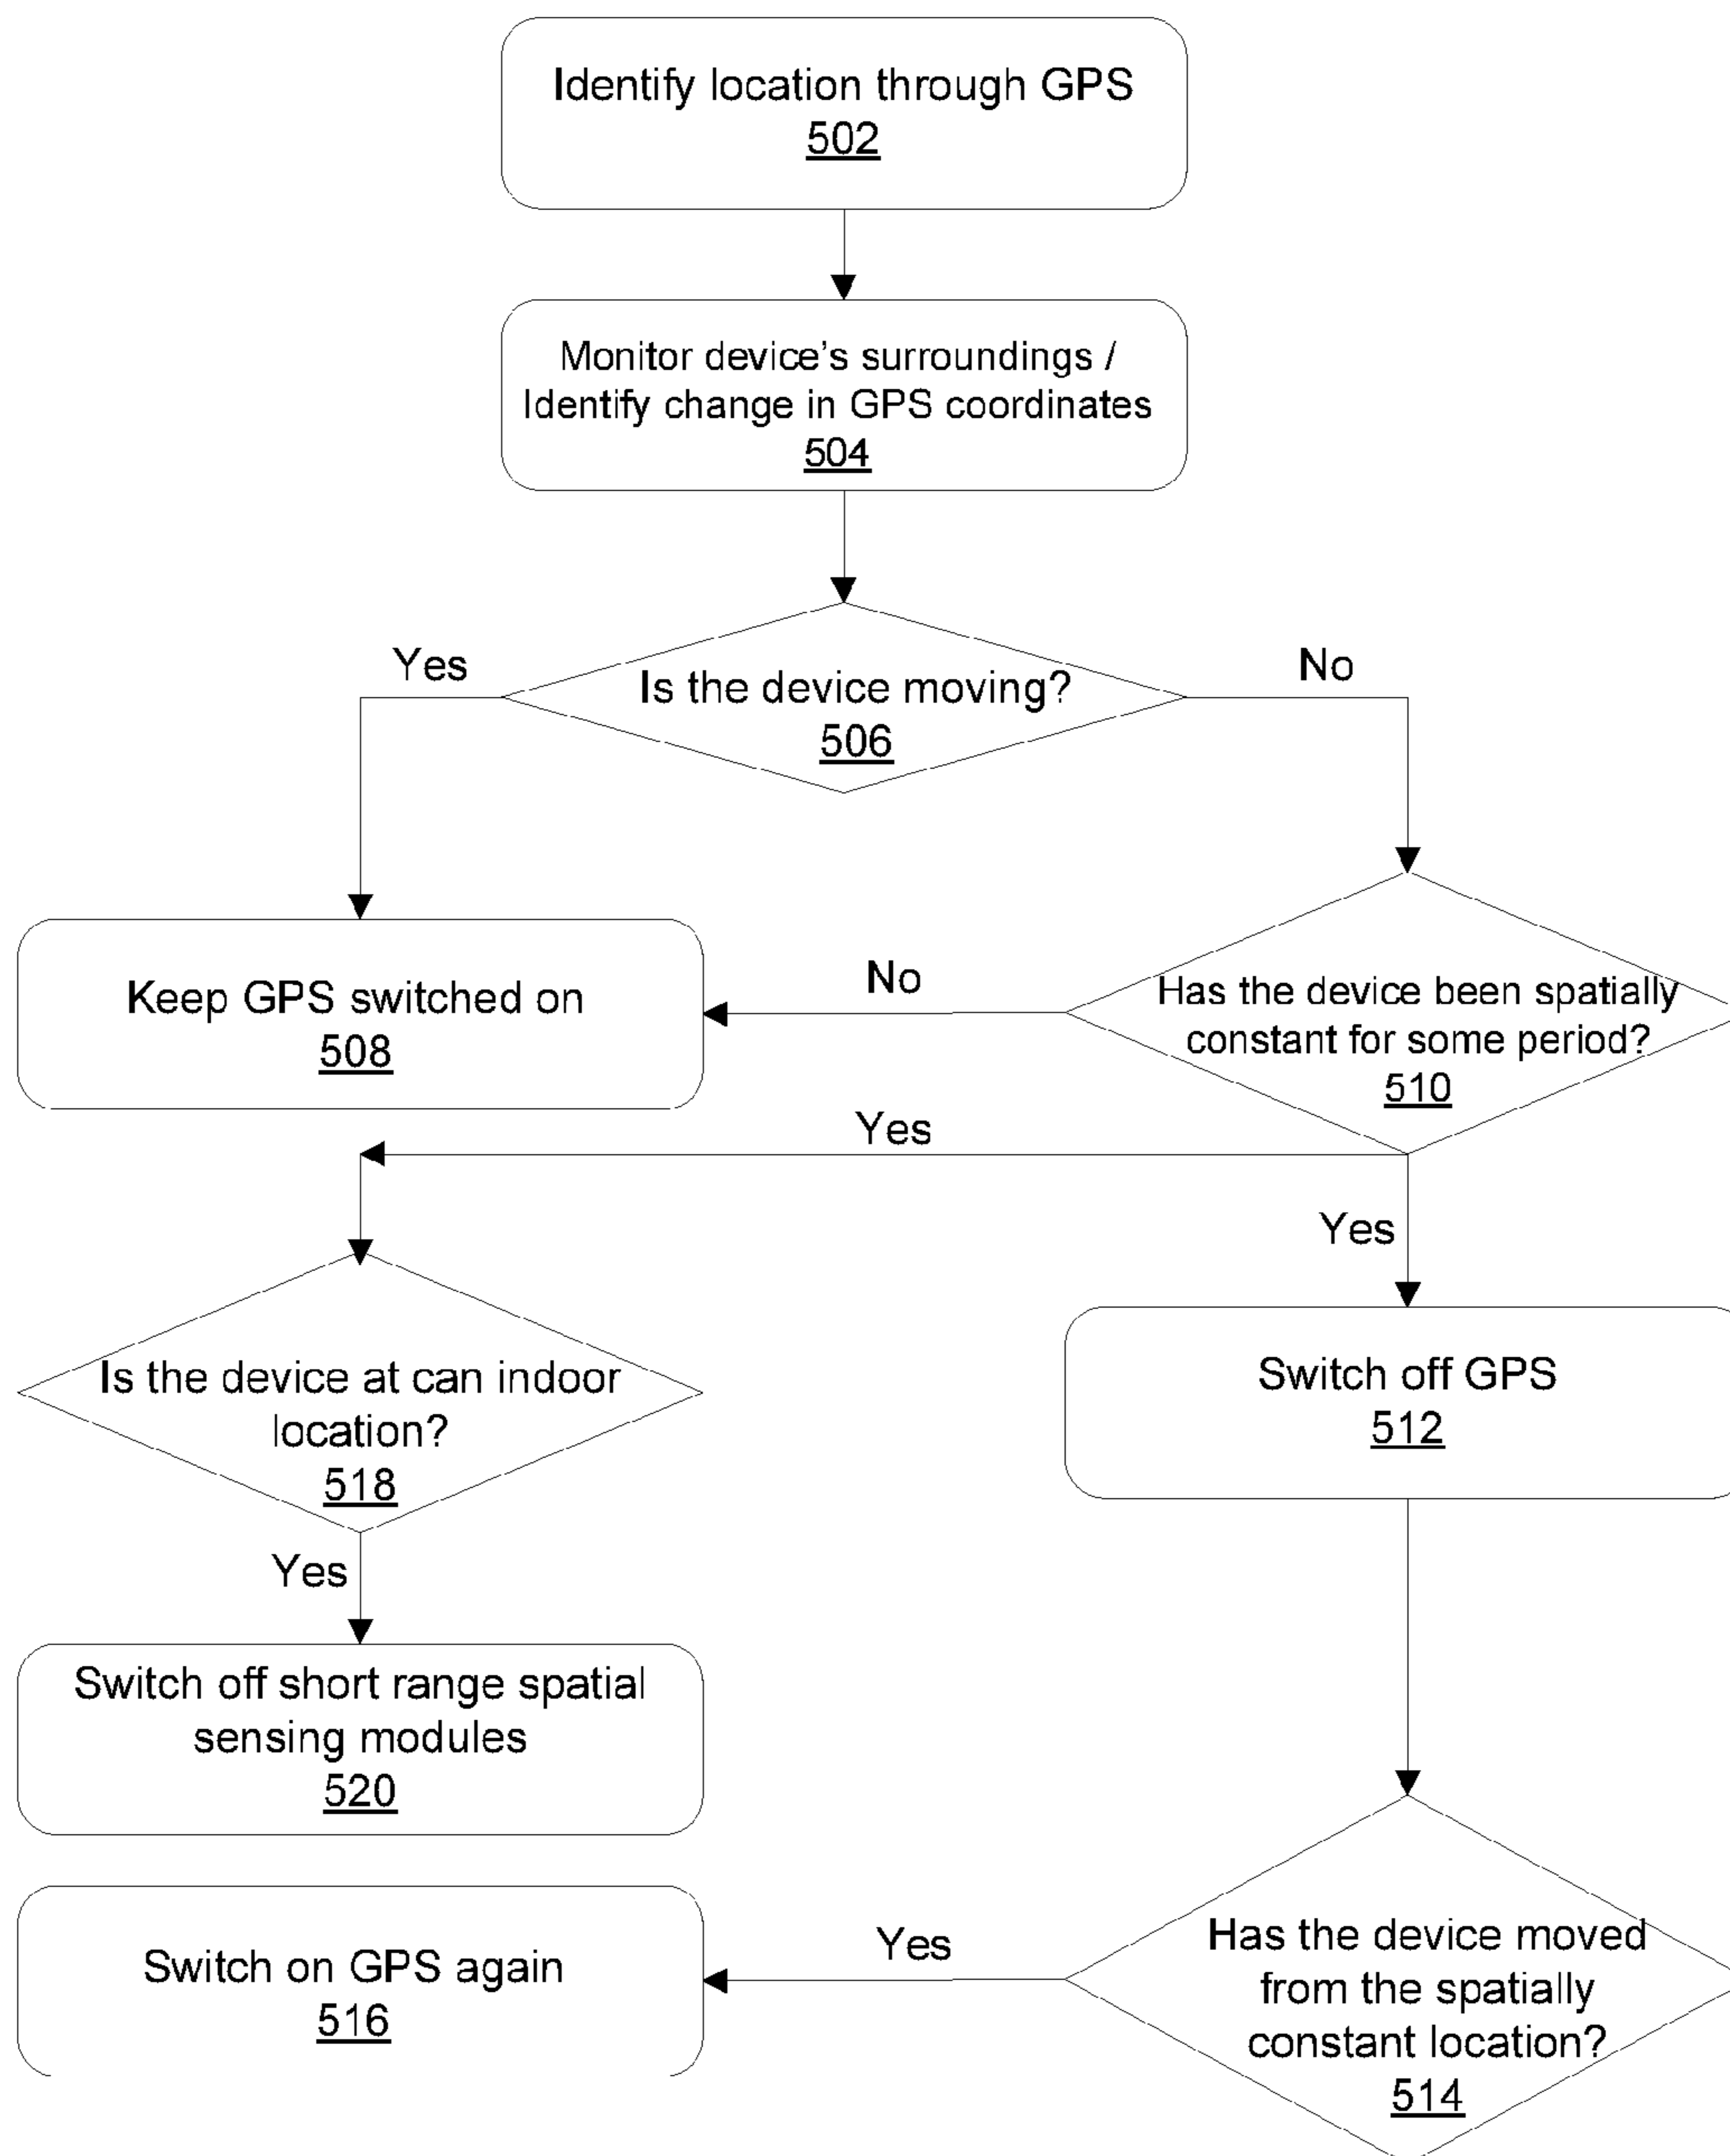 Identify location through GPS
502
Monitor device's surroundings /
Identify change in GPS coordinates
504
Yes
No
Is the device moving?
506
Keep GPS switched on
508
No
Has the device been spatially
constant for some period?
510
Yes
Yes
Is the device at can indoor
location?
518
Switch off GPS
512
Yes
Switch off short range spatial
sensing modules
520
Switch on GPS again
516
Yes
Has the device moved
from the spatially
constant location?
514